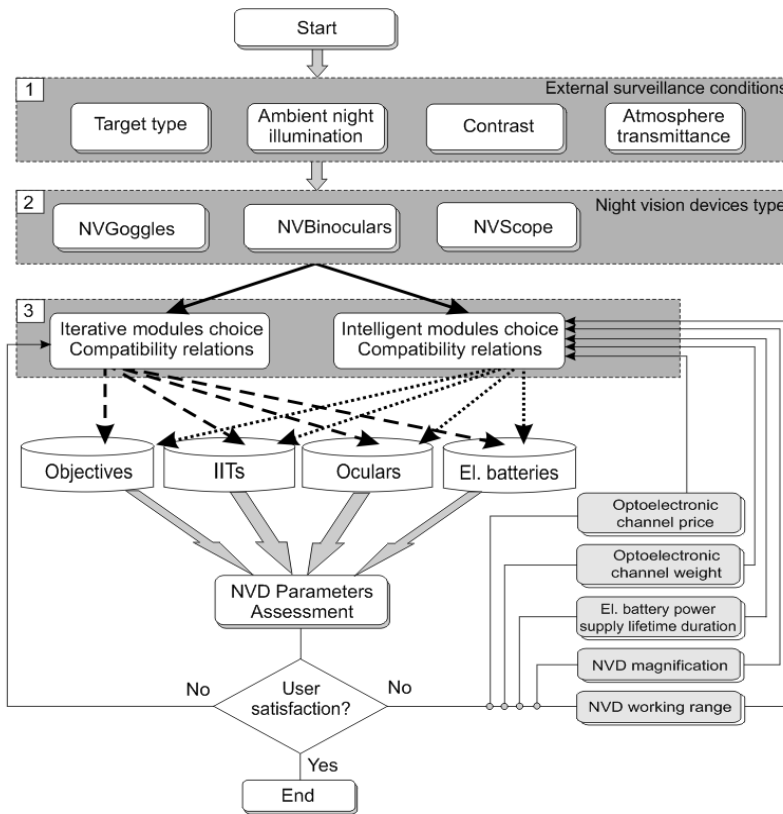 Start
1
External surveillance conditions
Target type
Ambient night
illumination
Contrast
Atmosphere
transmittance
2
Night vision devices type
NVGoggles
NVBinoculars
NVScope
3
Iterative modules choice
Compatibility relations
Intelligent modules choice
Compatibility relations
Objectives
IITs
Oculars
El. batteries
Optoelectronic
channel price
Optoelectronic
channel weight
El. battery power
supply lifetime duration
NVD magnification
NVD working range
NVD Parameters
Assessment
No
User
satisfaction?
No
Yes
End